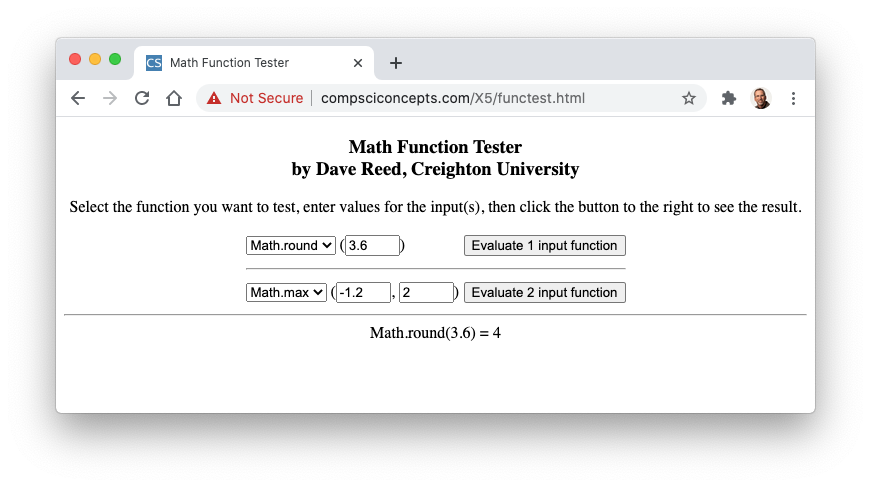 CS Math Function Tester
Not Secure compsciconcepts.com/X5/functest.html
Math Function Tester
by Dave Reed, Creighton University
Select the function you want to test, enter values for the input(s), then click the button to the right to see the result.
Math.round (3.6) Evaluate 1 input function
Math.max (-1.2, 2) Evaluate 2 input function
Math.round(3.6) = 4